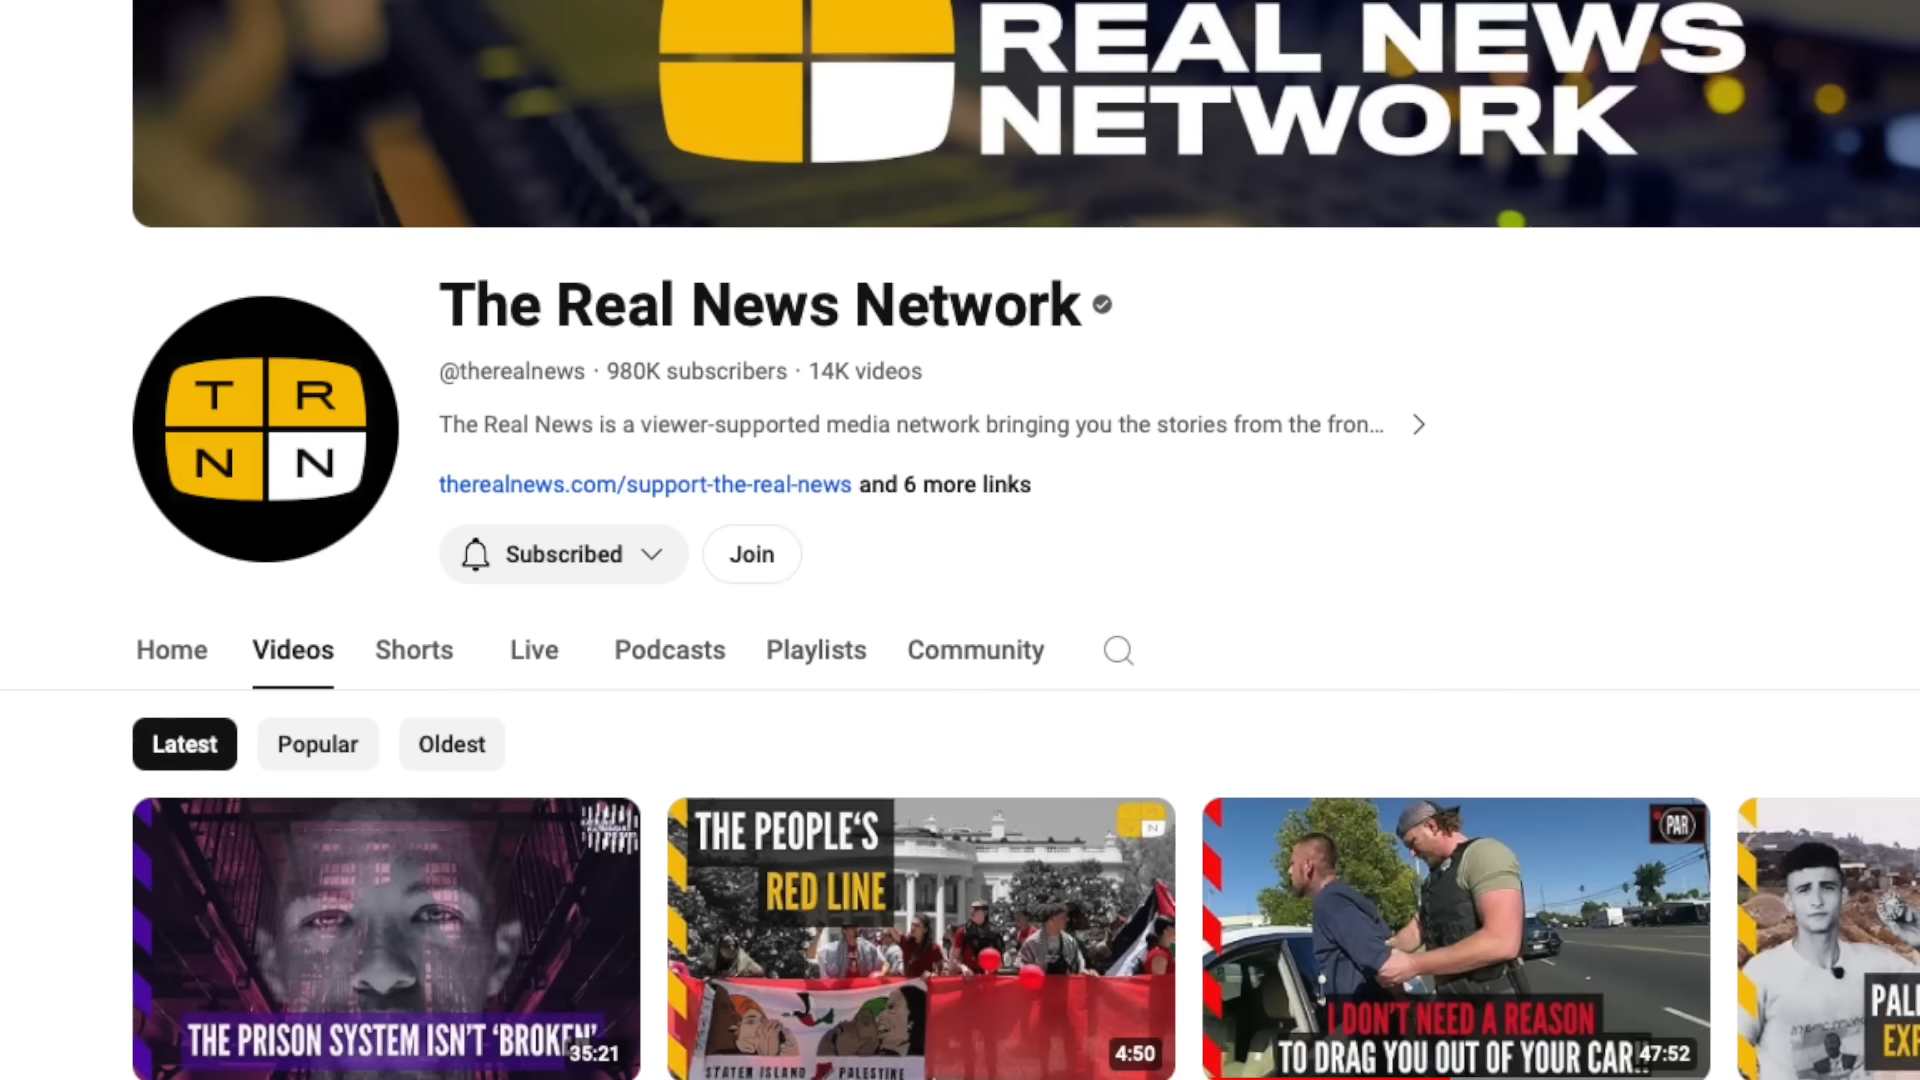 REAL NEWS
NETWORK
The Real News Network
@therealnews · 980K subscribers · 14K videos
The Real News is a viewer-supported media network bringing you the stories from the fron...
therealnews.com/support-the-real-news and 6 more links
T R
N N
Subscribed
Join
Home Videos Shorts Live Podcasts Playlists Community
Latest Popular Oldest
THE PRISON SYSTEM ISN'T 'BROKEN'
35:21
THE PEOPLE'S
RED LINE
N
STATEN ISLAND PALESTINE
4:50
PAR
I DON'T NEED A REASON
TO DRAG YOU OUT OF YOUR CAR!!
47:52